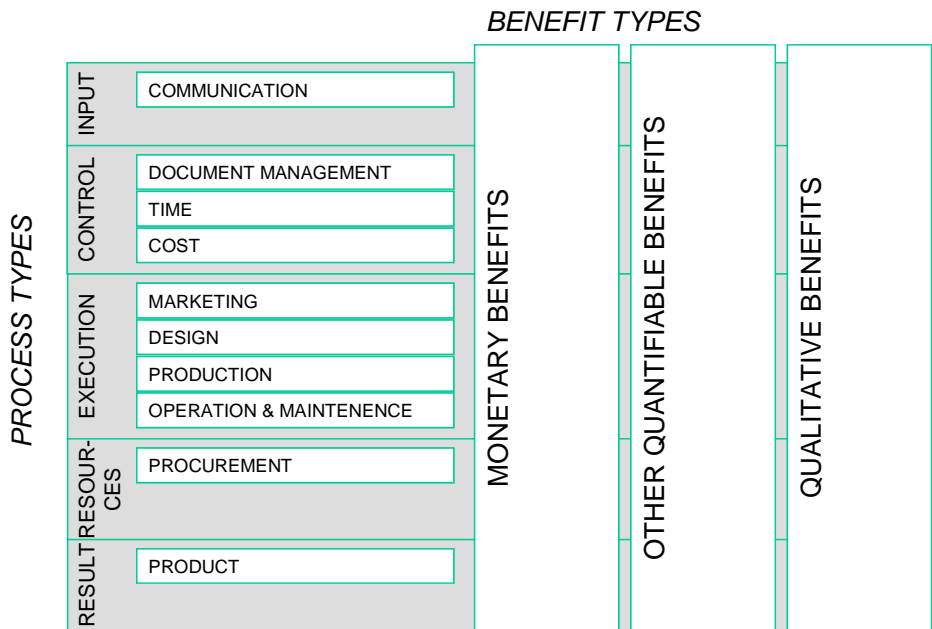 BENEFIT TYPES
PROCESS TYPES
INPUT
COMMUNICATION
CONTROL
DOCUMENT MANAGEMENT
TIME
COST
EXECUTION
MARKETING
DESIGN
PRODUCTION
OPERATION & MAINTENENCE
RESOUR-
CES
PROCUREMENT
RESULT
PRODUCT
MONETARY BENEFITS
OTHER QUANTIFIABLE BENEFITS
QUALITATIVE BENEFITS